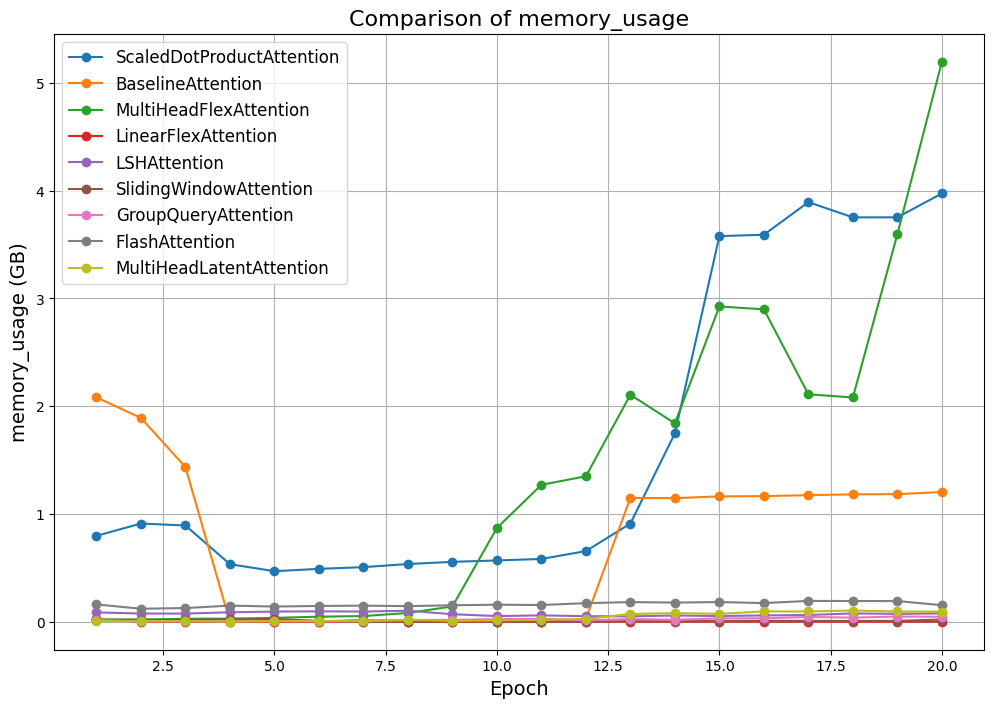 Comparison of memory_usage
ScaledDotProductAttention
BaselineAttention
MultiHeadFlexAttention
LinearFlexAttention
LSHAttention
SlidingWindowAttention
GroupQueryAttention
FlashAttention
MultiHeadLatentAttention
memory_usage (GB)
5
4
3
2
1
0
2.5 5.0 7.5 10.0 12.5 15.0 17.5 20.0
Epoch